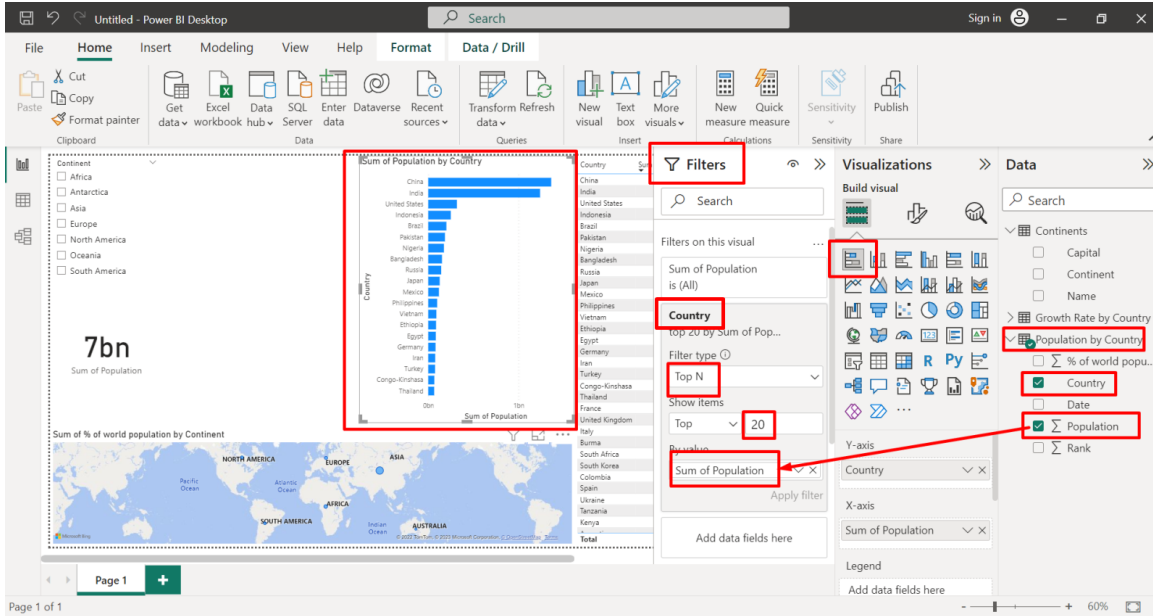 Untitled - Power BI Desktop
Search
Sign in
File Home Insert Modeling View Help Format Data / Drill
Paste
Cut
Copy
Format painter
Clipboard
Get data
Excel workbook
Data hub
SQL Server
Enter data
Dataverse
Recent sources
Data
Transform data
Refresh
Queries
New visual
Text box
More visuals
Insert
New measure
Quick measure
Calculations
Sensitivity
Sensitivity
Publish
Share
Continent
Africa
Antarctica
Asia
Europe
North America
Oceania
South America
7bn
Sum of Population
Sum of Population by Country
Country
China
India
United States
Indonesia
Brazil
Pakistan
Nigeria
Bangladesh
Russia
Japan
Mexico
Philippines
Vietnam
Ethiopia
Egypt
Germany
Iran
Turkey
Congo-Kinshasa
Thailand
0bn 1bn
Sum of Population
Country
China
India
United States
Indonesia
Brazil
Pakistan
Nigeria
Bangladesh
Russia
Japan
Mexico
Philippines
Vietnam
Ethiopia
Egypt
Germany
Iran
Turkey
Congo-Kinshasa
Thailand
France
United Kingdom
Italy
Burma
South Africa
South Korea
Colombia
Spain
Ukraine
Tanzania
Kenya
Total
Sum of % of world population by Continent
NORTH AMERICA
EUROPE
ASIA
Pacific Ocean
Atlantic Ocean
AFRICA
SOUTH AMERICA
Indian Ocean
AUSTRALIA
Microsoft Bing
© 2023 TomTom, © 2023 Microsoft Corporation, © OpenStreetMap Terms
Filters
Search
Filters on this visual
Sum of Population
is (All)
Country
top 20 by Sum of Pop...
Filter type
Top N
Show items
Top 20
By value
Sum of Population
Apply filter
Add data fields here
Visualizations
Build visual
R Py
123
Y-axis
Country
X-axis
Sum of Population
Legend
Add data fields here
Data
Search
Continents
Capital
Continent
Name
Growth Rate by Country
Population by Country
% of world popu...
Country
Date
Population
Rank
Page 1
Page 1 of 1
- + 60%